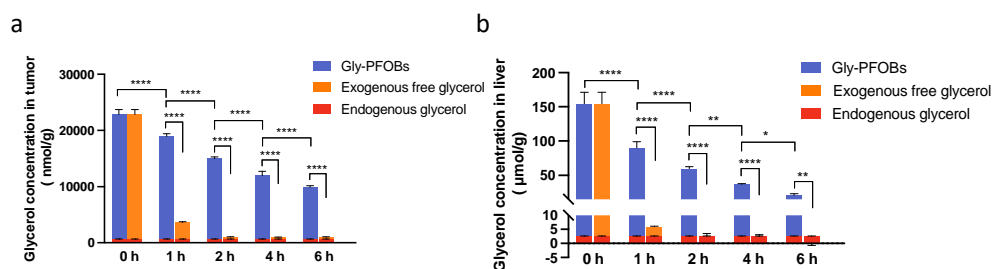 a
Glycerol concentration in tumor
( nmol/g)
30000
20000
10000
0
**** **** **** ****
**** **** **** ****
0 h 1 h 2 h 4 h 6 h
Gly-PFOBs
Exogenous free glycerol
Endogenous glycerol
b
Glycerol concentration in liver
( μmol/g)
200
150
100
50
10
5
0
-5
**** **** ** *
**** **** **** **
0 h 1 h 2 h 4 h 6 h
Gly-PFOBs
Exogenous free glycerol
Endogenous glycerol